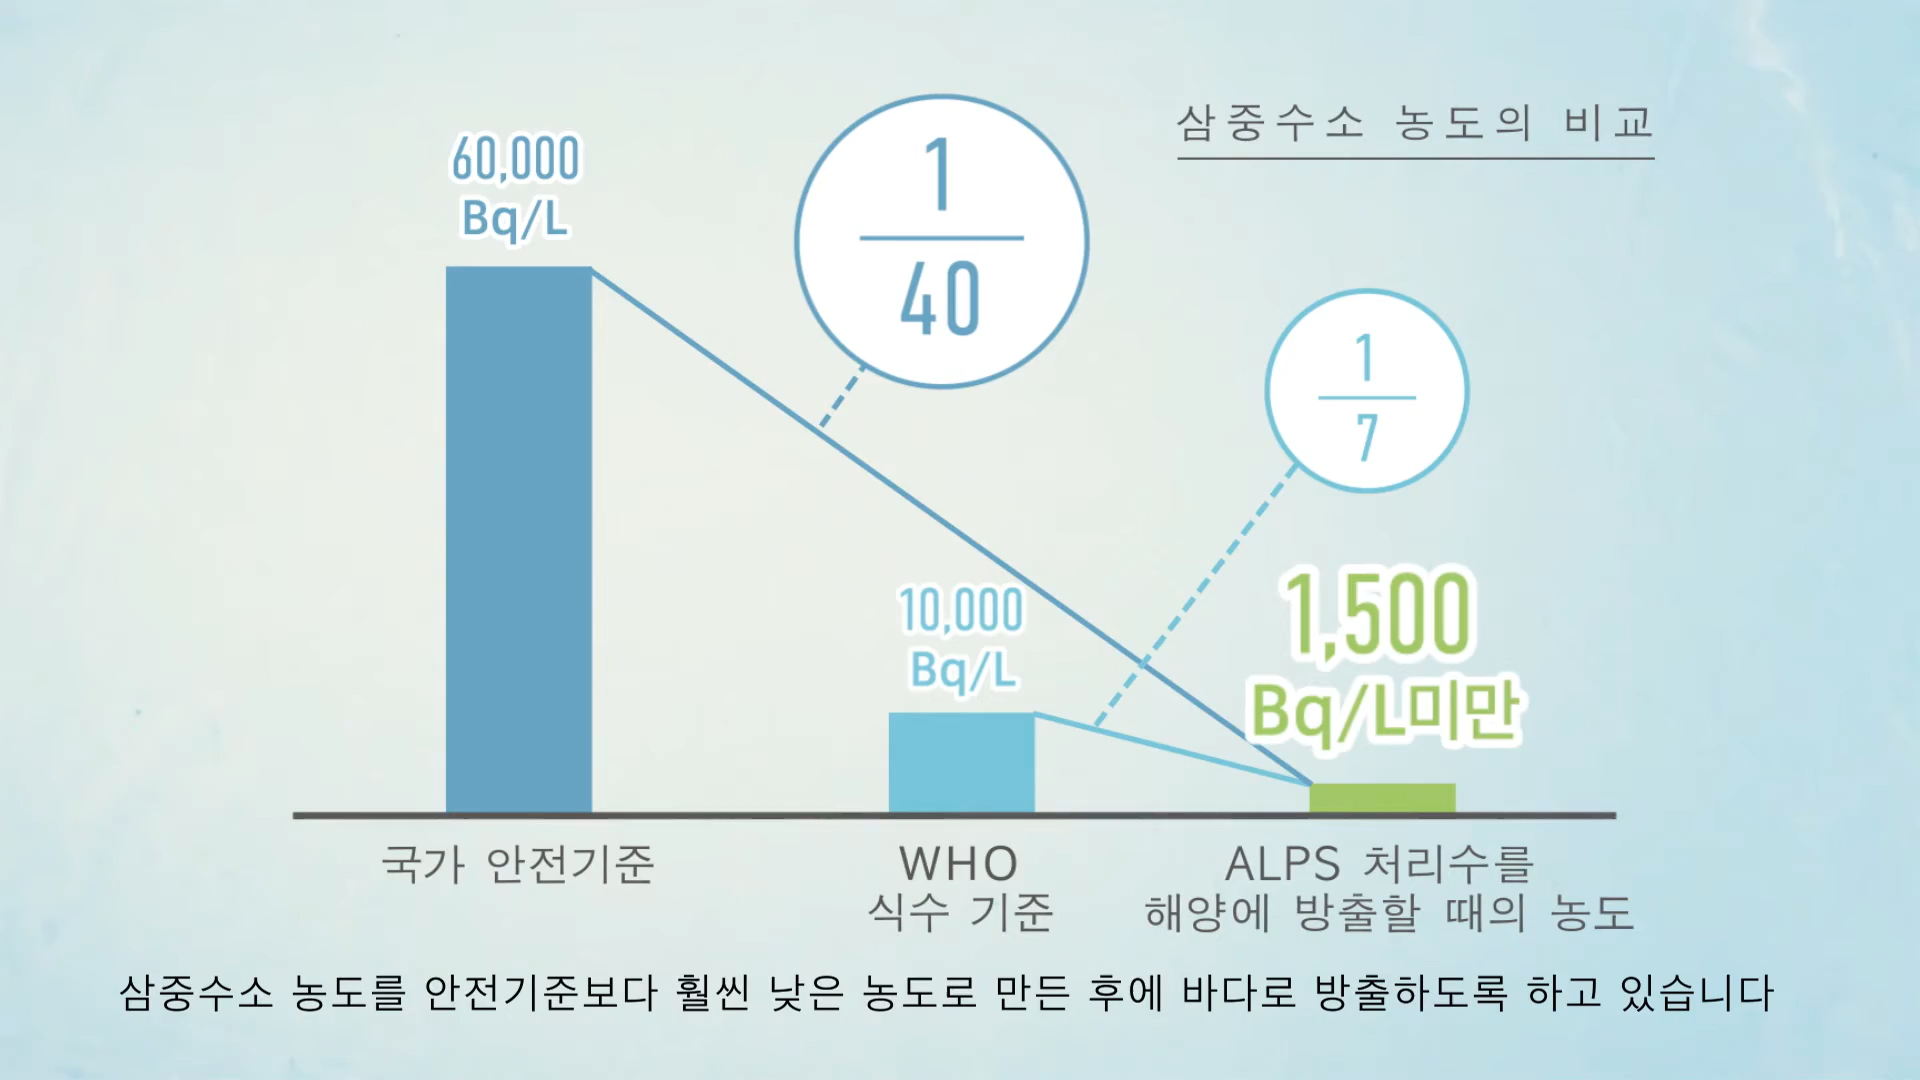 삼중수소 농도의 비교
60,000
Bq/L
1
40
1
7
10,000
Bq/L
1,500
Bq/L미만
국가 안전기준
WHO
식수 기준
ALPS 처리수를
해양에 방출할 때의 농도
삼중수소 농도를 안전기준보다 훨씬 낮은 농도로 만든 후에 바다로 방출하도록 하고 있습니다